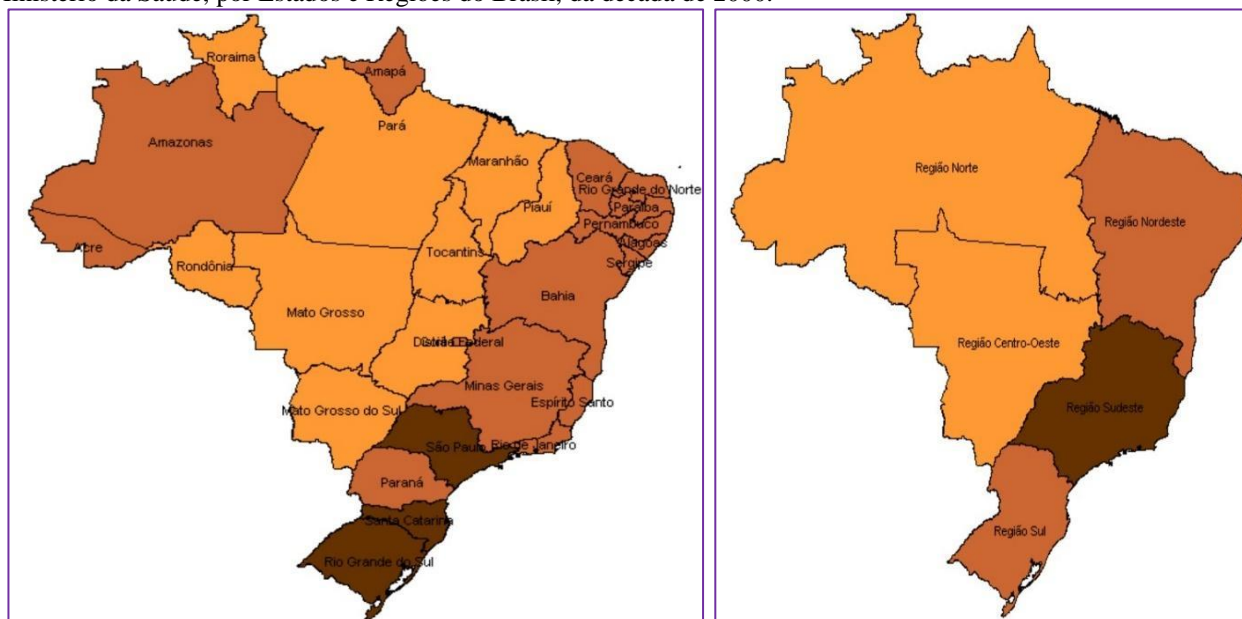 inistério da Saúde, por Estados e Regiões do Brasil, da década de 2000.
Roraima
Amapá
Amazonas
Pará
Maranhão
Ceará
Rio Grande do Norte
Paraíba
Piauí
Pernambuco
Alagoas
Acre
Sergipe
Rondônia
Tocantins
Bahia
Mato Grosso
Distrito Federal
Minas Gerais
Espírito Santo
Mato Grosso do Sul
São Paulo
Rio de Janeiro
Paraná
Santa Catarina
Rio Grande do Sul
Região Norte
Região Nordeste
Região Centro-Oeste
Região Sudeste
Região Sul